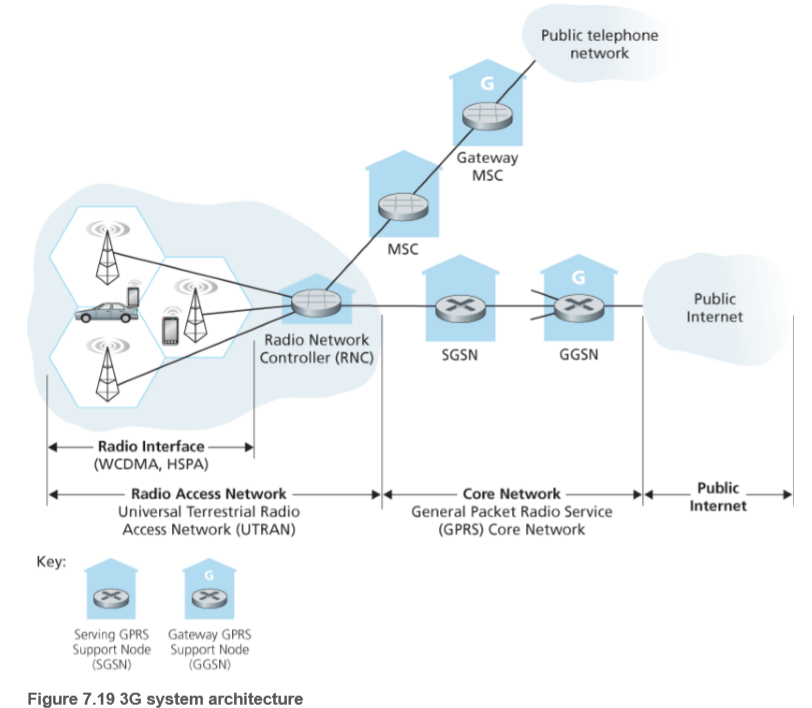 Public telephone
network
G
Gateway
MSC
MSC
Radio Network
Controller (RNC)
SGSN
G
GGSN
Public
Internet
Radio Interface
(WCDMA, HSPA)
Radio Access Network
Universal Terrestrial Radio
Access Network (UTRAN)
Core Network
General Packet Radio Service
(GPRS) Core Network
Public
Internet
Key:
Serving GPRS
Support Node
(SGSN)
G
Gateway GPRS
Support Node
(GGSN)
Figure 7.19 3G system architecture